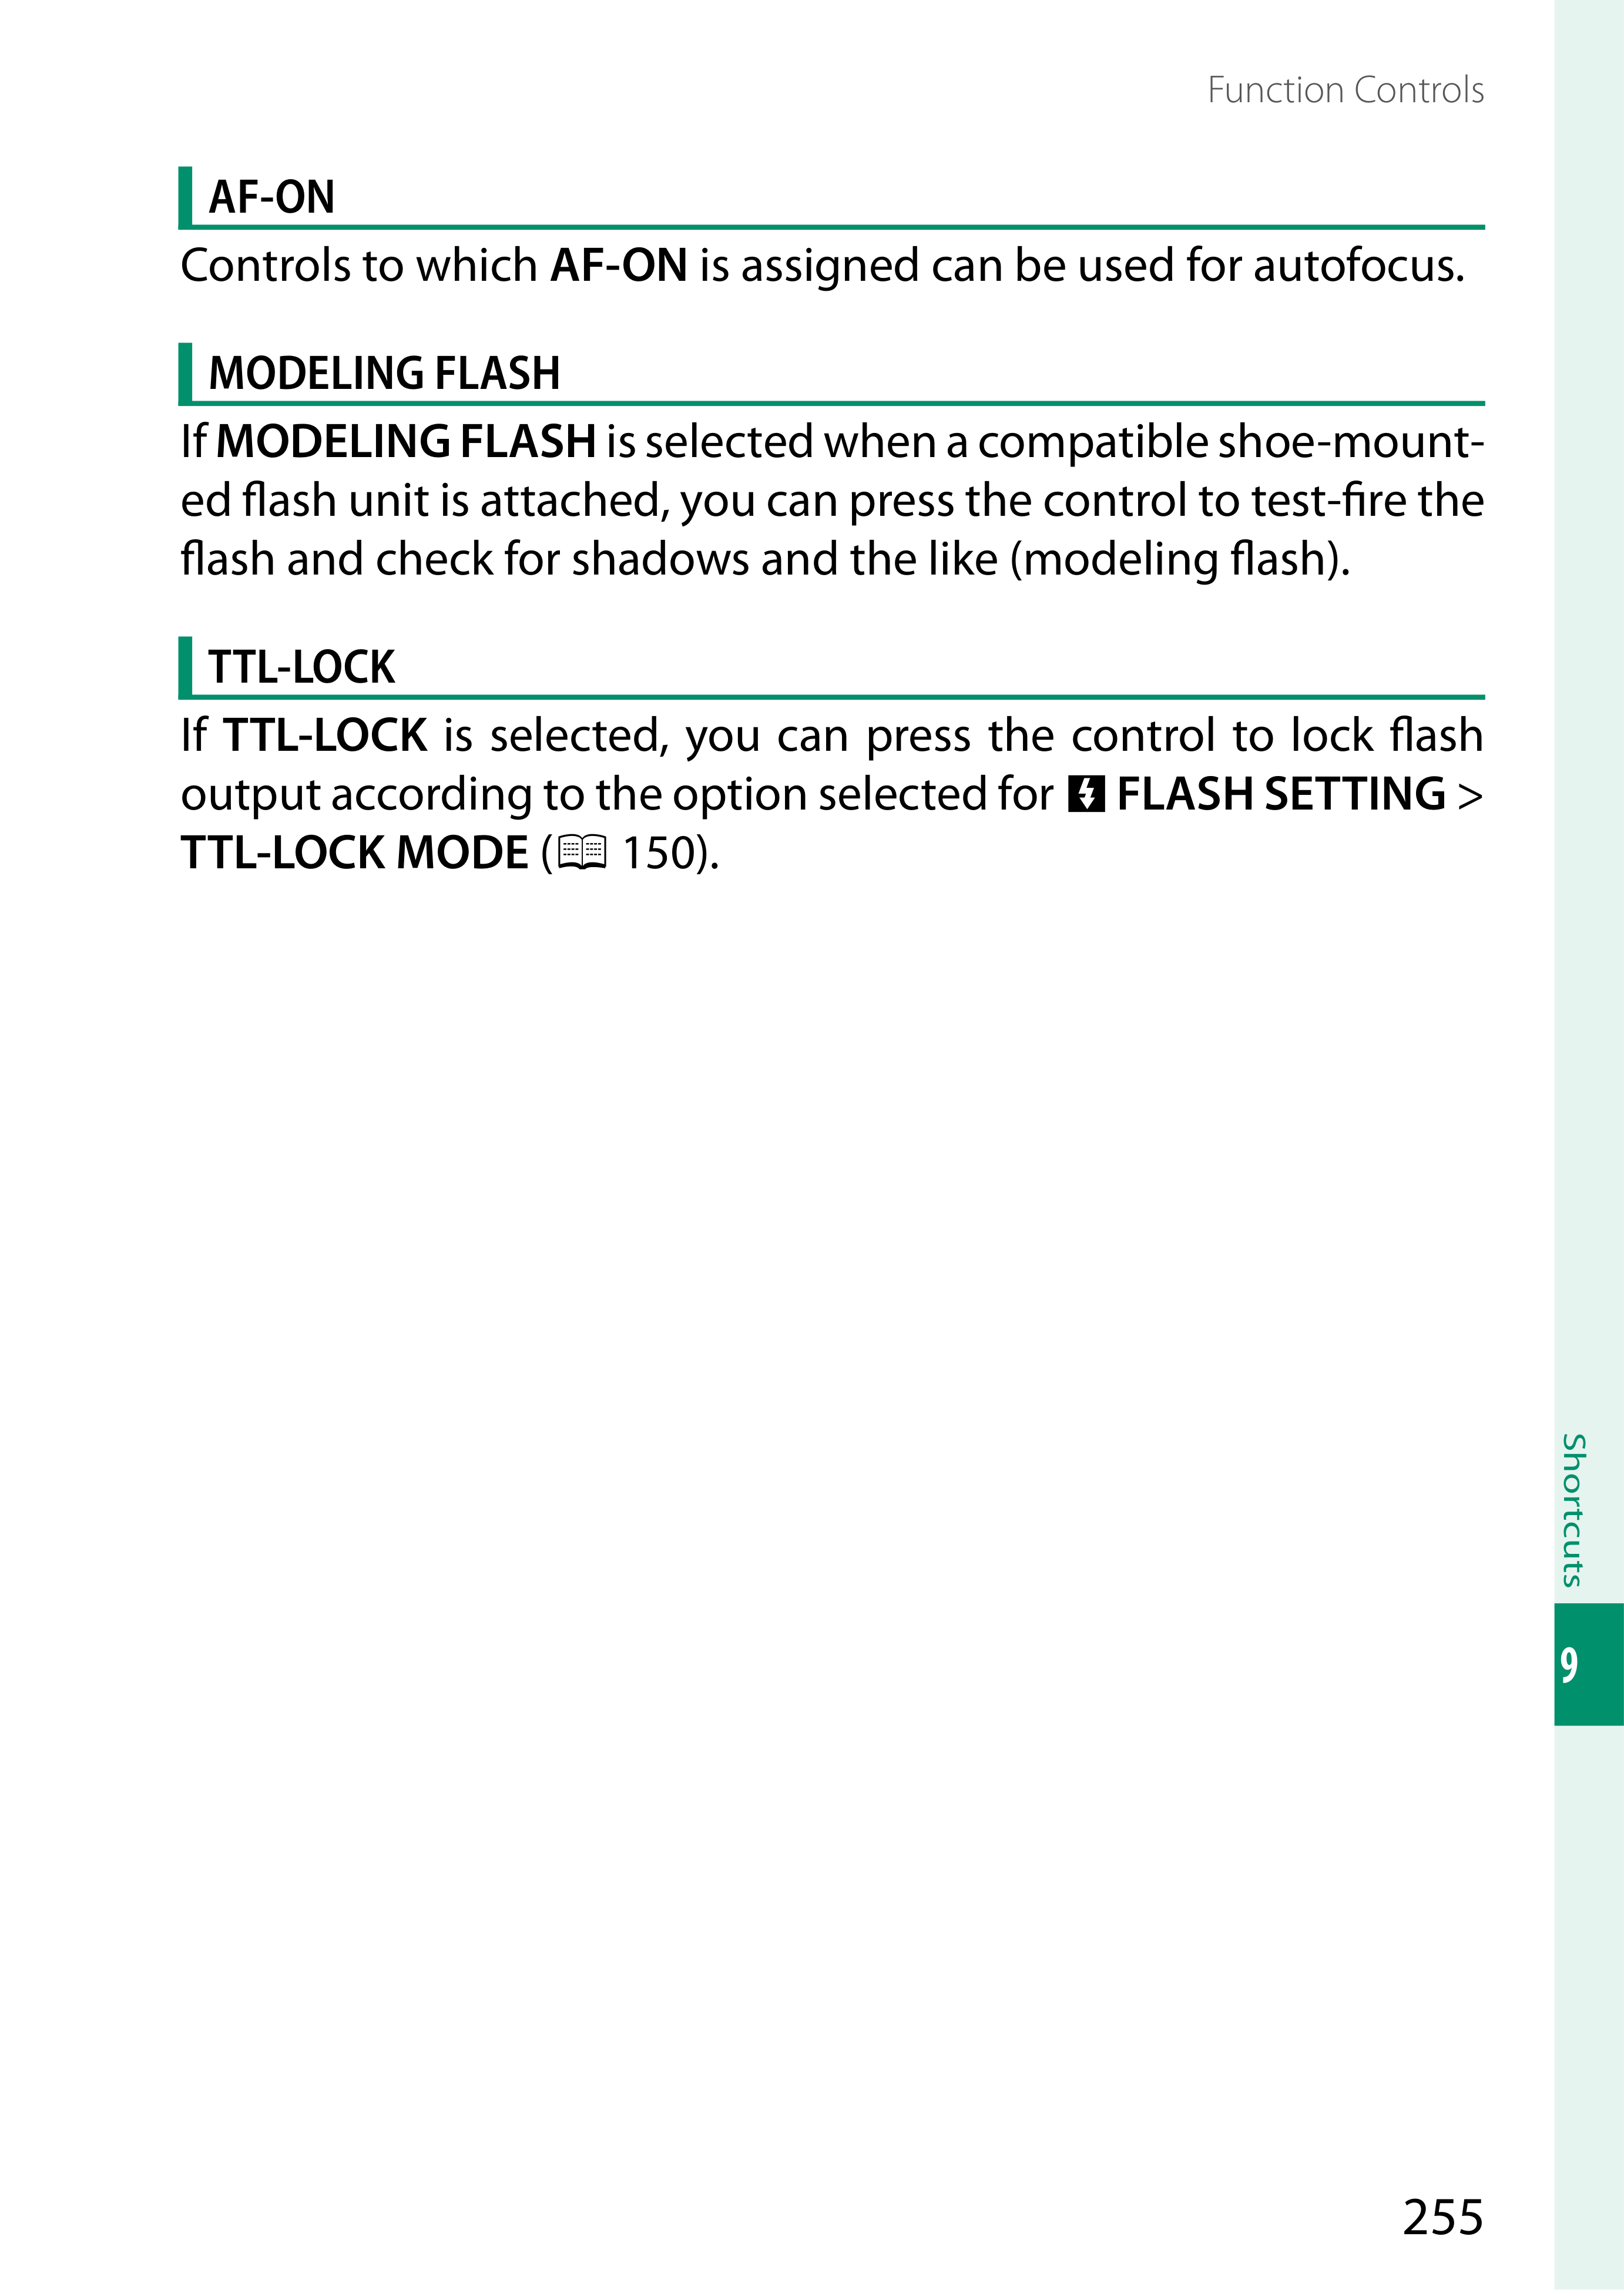 Function Controls
AF-ON
Controls to which AF-ON is assigned can be used for autofocus.
MODELING FLASH
If MODELING FLASH is selected when a compatible shoe-mount-
ed flash unit is attached, you can press the control to test-fire the
flash and check for shadows and the like (modeling flash).
TTL-LOCK
If TTL-LOCK is selected, you can press the control to lock flash
output according to the option selected for FLASH SETTING >
TTL-LOCK MODE ( 150).
Shortcuts
9
255